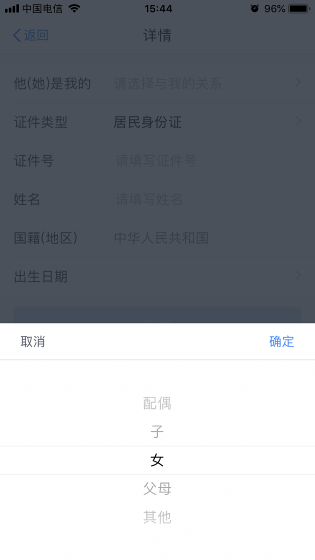 中国电信 15:44 96%
返回 详情
他(她)是我的 请选择与我的关系
证件类型 居民身份证
证件号 请填写证件号
姓名 请填写姓名
国籍(地区) 中华人民共和国
出生日期
取消 确定
配偶
子
女
父母
其他